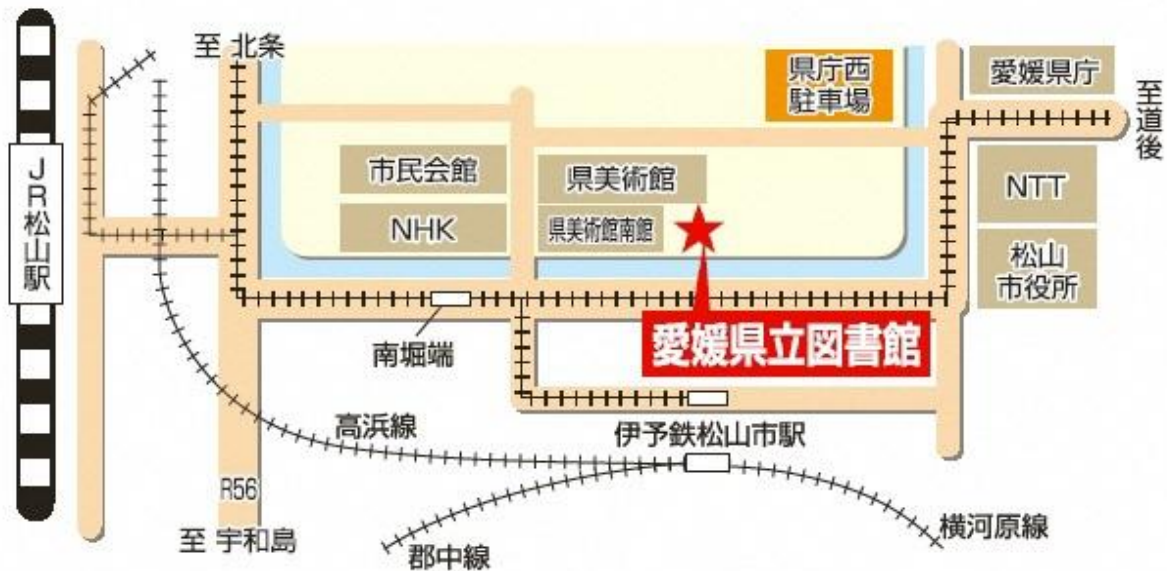 至 北条
県庁西
駐車場
愛媛県庁
至道後
市民会館
県美術館
NTT
NHK
県美術館南館
JR松山駅
松山
市役所
愛媛県立図書館
南堀端
高浜線
伊予鉄松山市駅
R56
至 宇和島
郡中線
横河原線